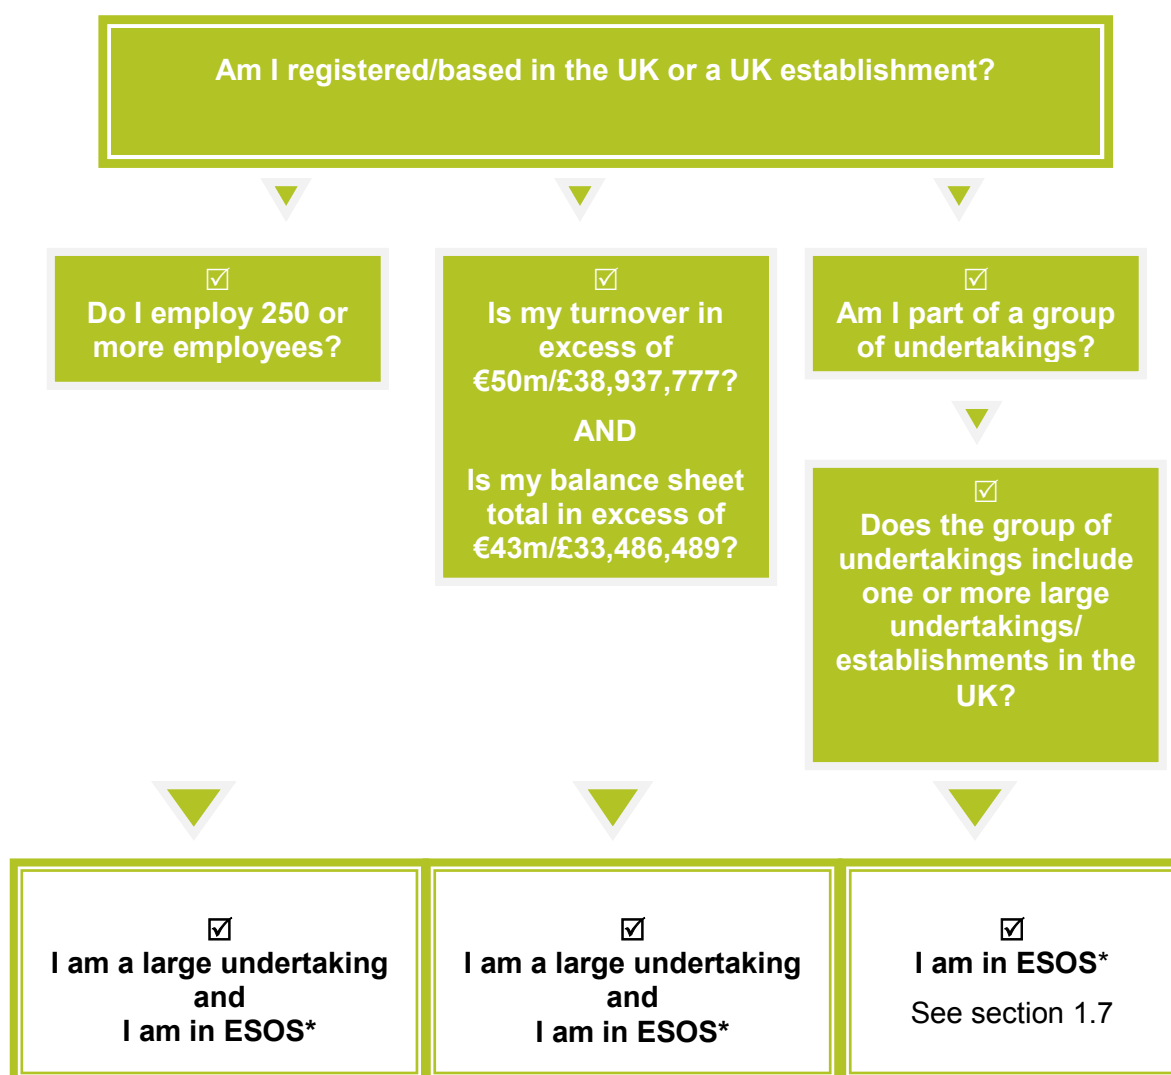 Am I registered/based in the UK or a UK establishment?
☑
Do I employ 250 or
more employees?
☑
Is my turnover in
excess of
€50m/£38,937,777?
AND
Is my balance sheet
total in excess of
€43m/£33,486,489?
☑
Am I part of a group
of undertakings?
☑
Does the group of
undertakings include
one or more large
undertakings/
establishments in the
UK?
☑
I am a large undertaking
and
I am in ESOS*
☑
I am a large undertaking
and
I am in ESOS*
☑
I am in ESOS*
See section 1.7